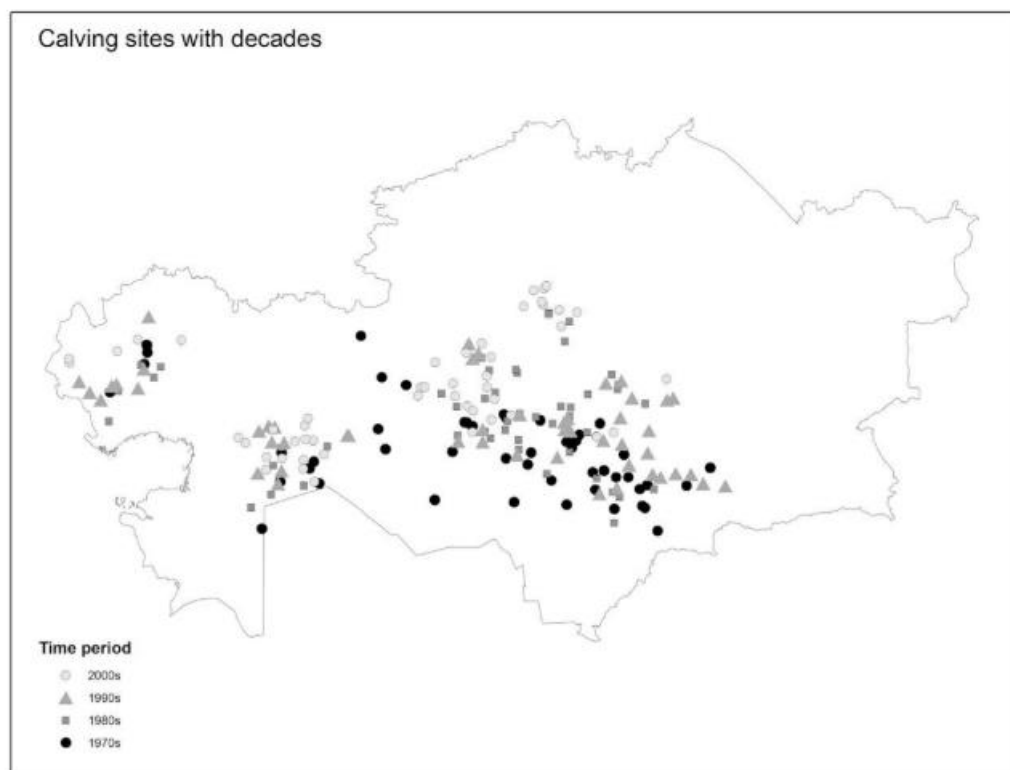 Calving sites with decades
Time period
2000s
1990s
1980s
1970s